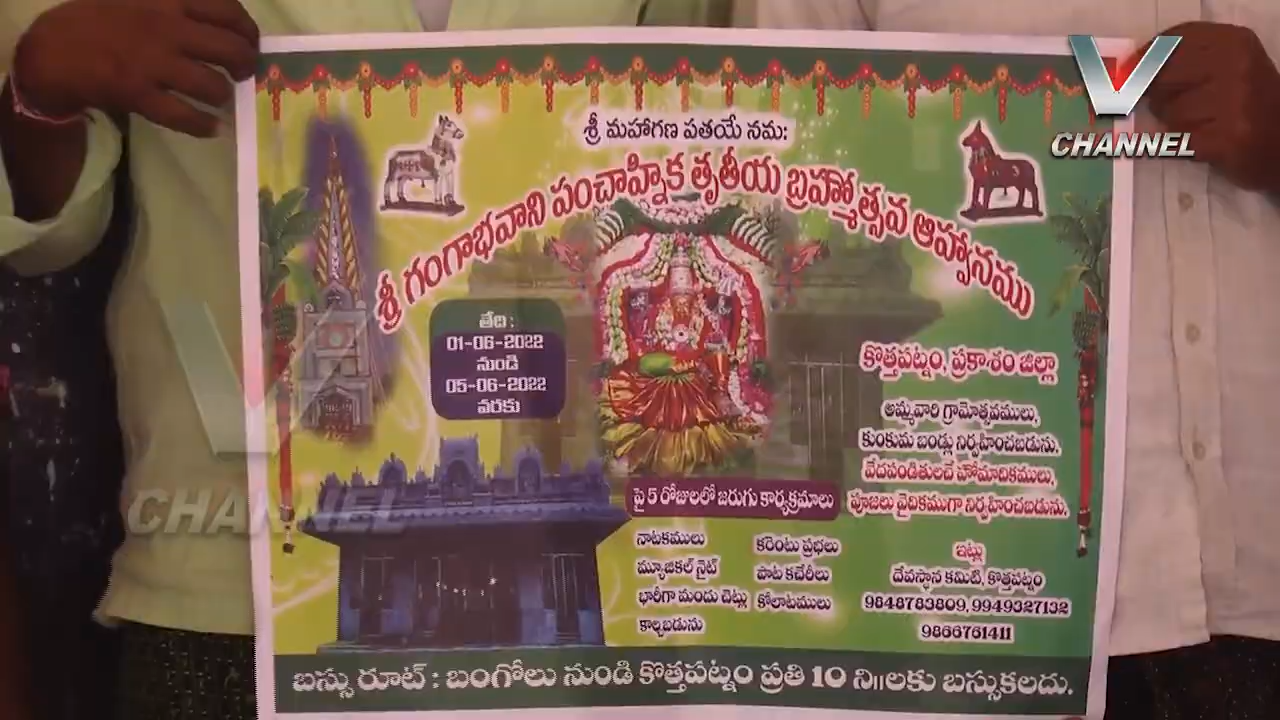 V
CHANNEL
శ్రీ మహాగణ పతయే నమ:
శ్రీ గంగాభవాని పంచాహ్నిక తృతీయ బ్రహ్మోత్సవ ఆహ్వానము
తేది :
01-06-2022
నుండి
05-06-2022
వరకు
కొత్తపట్నం, ప్రకాశం జిల్లా
అమ్మవారి గ్రామోత్సవములు,
కుంకుమ బండ్లు నిర్వహించబడును.
వేదపండితులచే హోమాదికములు,
పూజలు వైదికముగా నిర్వహించబడును.
పై 5 రోజులలో జరుగు కార్యక్రమాలు
నాటకములు
మ్యూజికల్ నైట్
భారీగా మందు చెట్లు
కాల్చబడును
కరెంటు ప్రభలు
పాట కచేరీలు
కోలాటములు
ఇట్లు
దేవస్థాన కమిటి, కొత్తపట్నం
9848783809, 9949327132
9866761411
బస్సు రూట్ : ఒంగోలు నుండి కొత్తపట్నం ప్రతి 10 ని॥లకు బస్సుకలదు.
CHANNEL